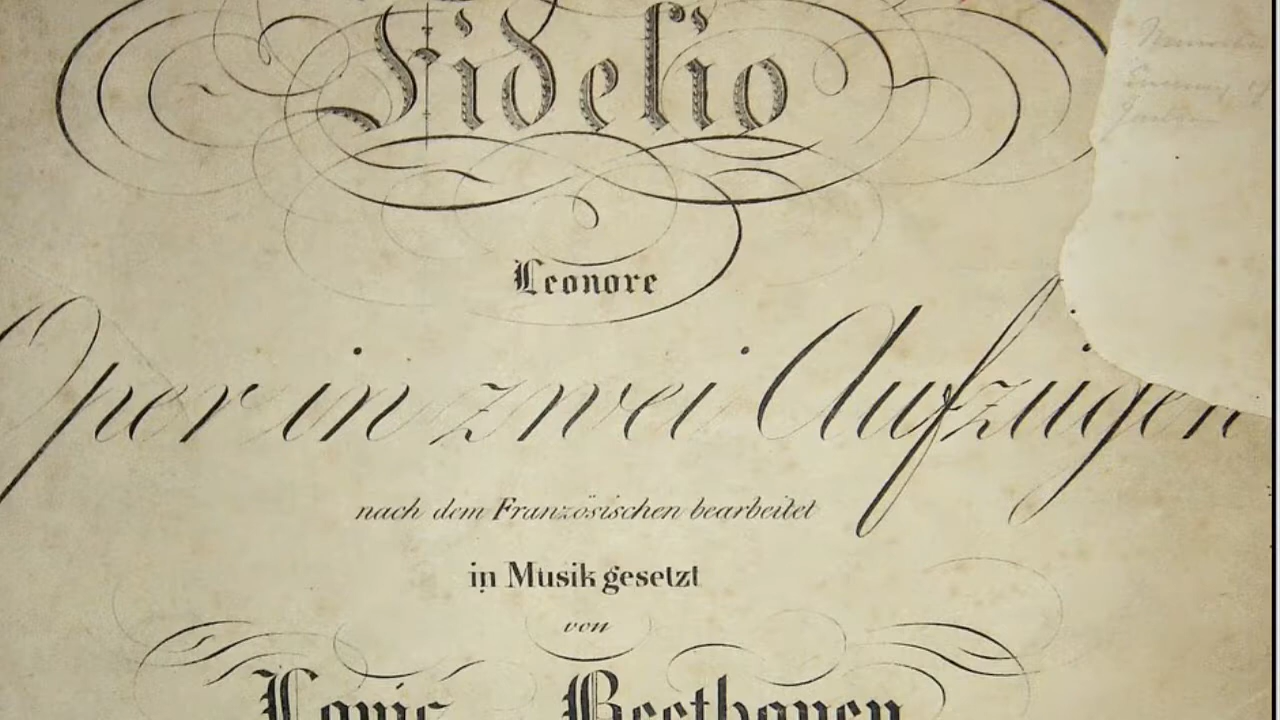 Fidelio
Leonore
Oper in zwei Aufzügen
nach dem Französischen bearbeitet
in Musik gesetzt
von
Louis Beethoven